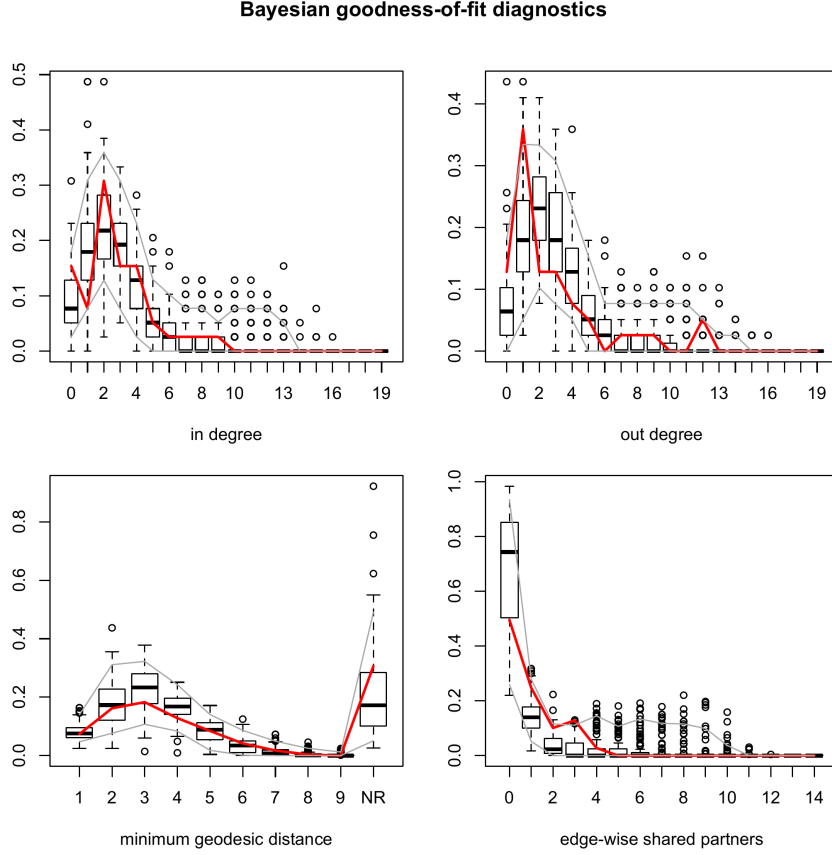 Bayesian goodness-of-fit diagnostics
0.0 0.1 0.2 0.3 0.4 0.5
0 2 4 6 8 10 13 16 19
in degree
0.0 0.1 0.2 0.3 0.4
0 2 4 6 8 10 13 16 19
out degree
0.0 0.2 0.4 0.6 0.8
1 2 3 4 5 6 7 8 9 NR
minimum geodesic distance
0.0 0.2 0.4 0.6 0.8 1.0
0 2 4 6 8 10 12 14
edge-wise shared partners